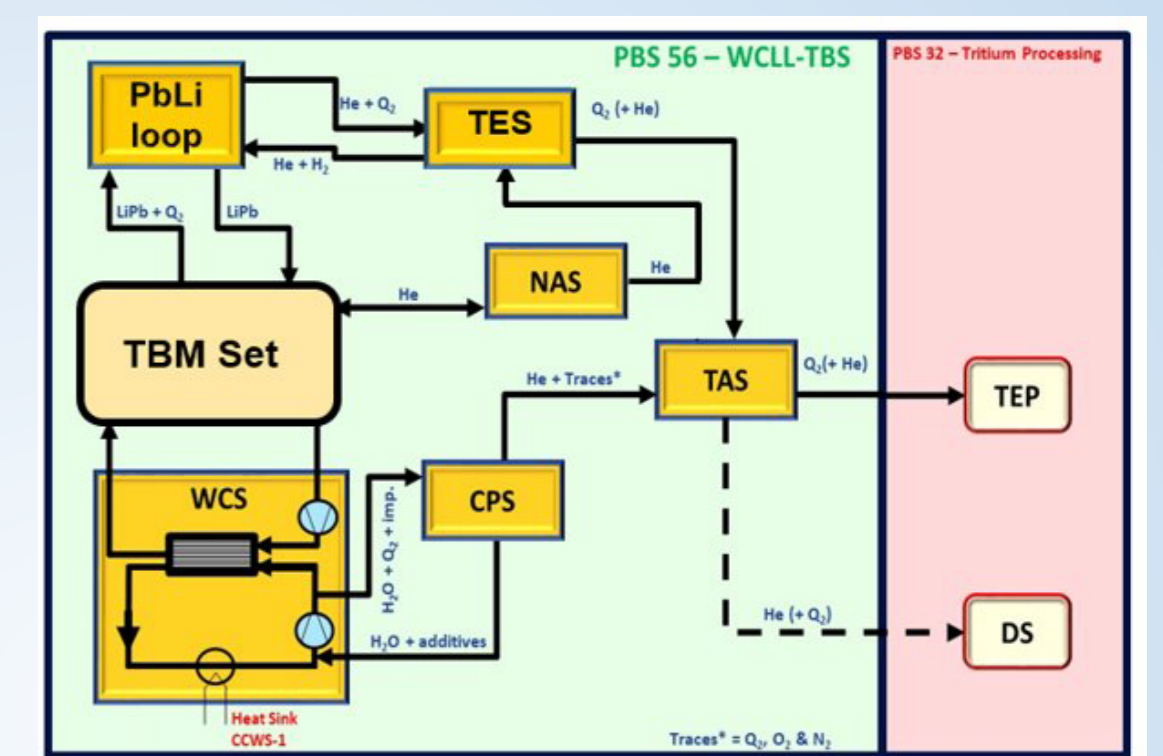 PBS 56 – WCLL-TBS
PBS 32 – Tritium Processing
PbLi
loop
He + Q₂
TES
Q₂ (+ He)
He + H₂
LiPb + Q₂
LiPb
NAS
He
He
TBM Set
TAS
Q₂(+ He)
TEP
He + Traces*
WCS
CPS
H₂O + Q₂ + imp.
H₂O + additives
He (+ Q₂)
DS
Heat Sink
CCWS-1
Traces* = Q₂, O₂ & N₂